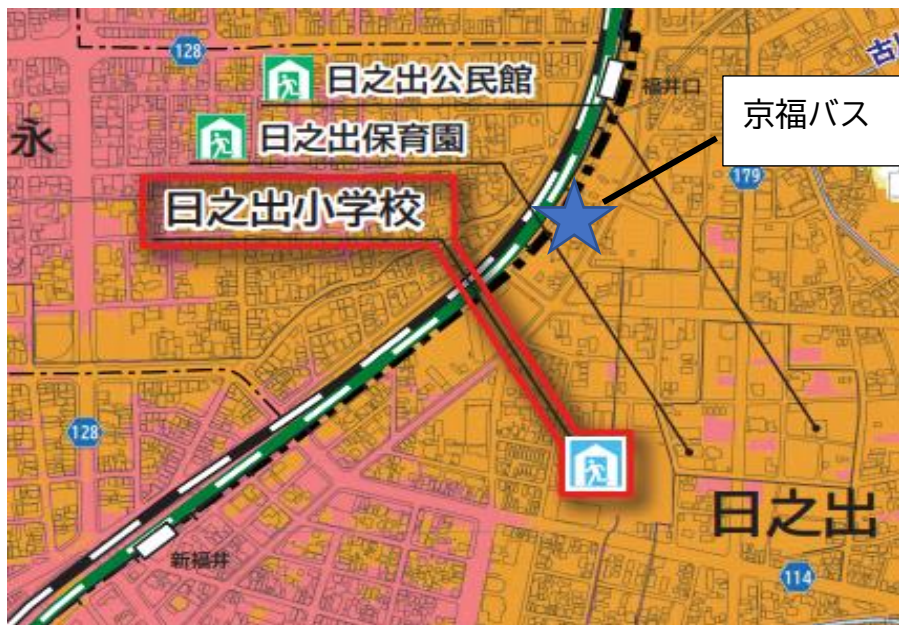 128
日之出公民館
福井口
古
京福バス
永
日之出保育園
179
日之出小学校
128
日之出
新福井
114